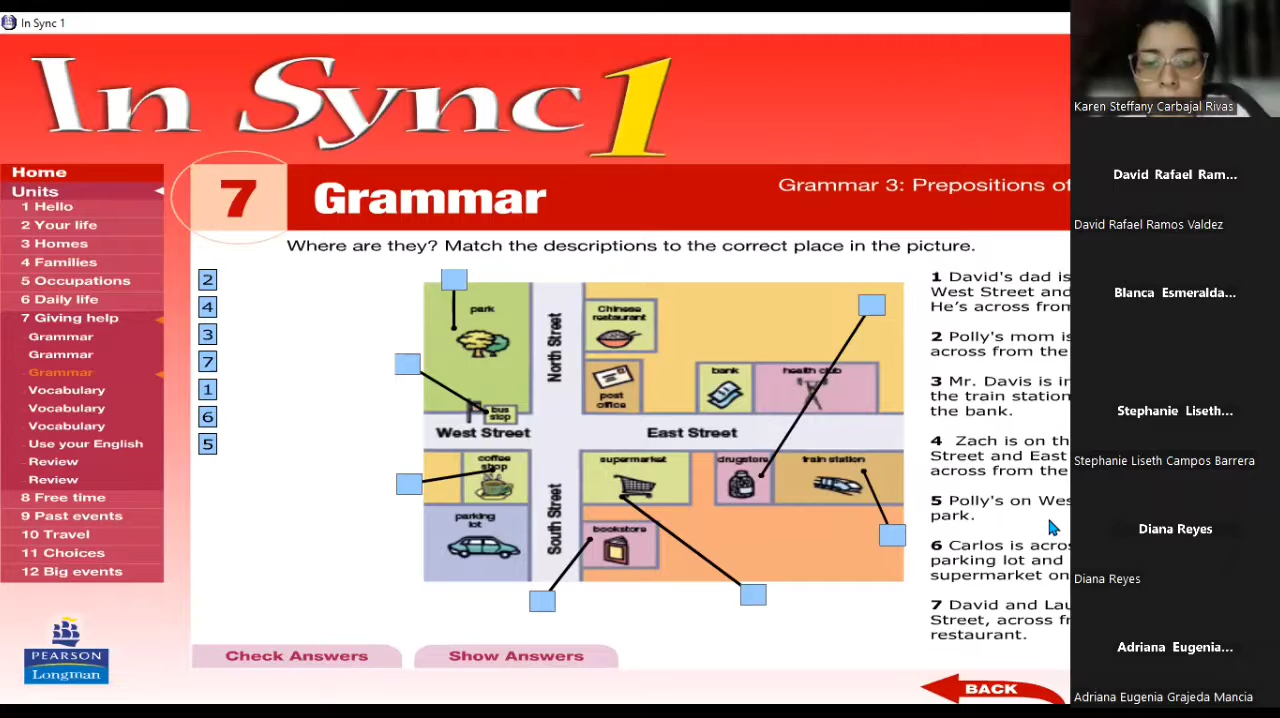 In Sync 1
In Sync 1
Home
Units
1 Hello
2 Your life
3 Homes
4 Families
5 Occupations
6 Daily life
7 Giving help
Grammar
Grammar
Grammar
Vocabulary
Vocabulary
Vocabulary
Use your English
Review
Review
8 Free time
9 Past events
10 Travel
11 Choices
12 Big events
PEARSON
Longman
7 Grammar
Grammar 3: Prepositions of
Where are they? Match the descriptions to the correct place in the picture.
2
4
3
7
1
6
5
park
North Street
Chinese
restaurant
post
office
bank
health club
bus
stop
West Street
East Street
coffee
shop
supermarket
drugstore
train station
parking
lot
South Street
bookstore
1 David's dad is
West Street and
He's across from
2 Polly's mom is
across from the
3 Mr. Davis is in
the train station
the bank.
4 Zach is on th
Street and East
across from the
5 Polly's on Wes
park.
6 Carlos is acro
parking lot and
supermarket on
7 David and Lau
Street, across fr
restaurant.
Check Answers
Show Answers
BACK
Karen Steffany Carbajal Rivas
David Rafael Ram...
David Rafael Ramos Valdez
Blanca Esmeralda...
Stephanie Liseth...
Stephanie Liseth Campos Barrera
Diana Reyes
Diana Reyes
Adriana Eugenia...
Adriana Eugenia Grajeda Mancia